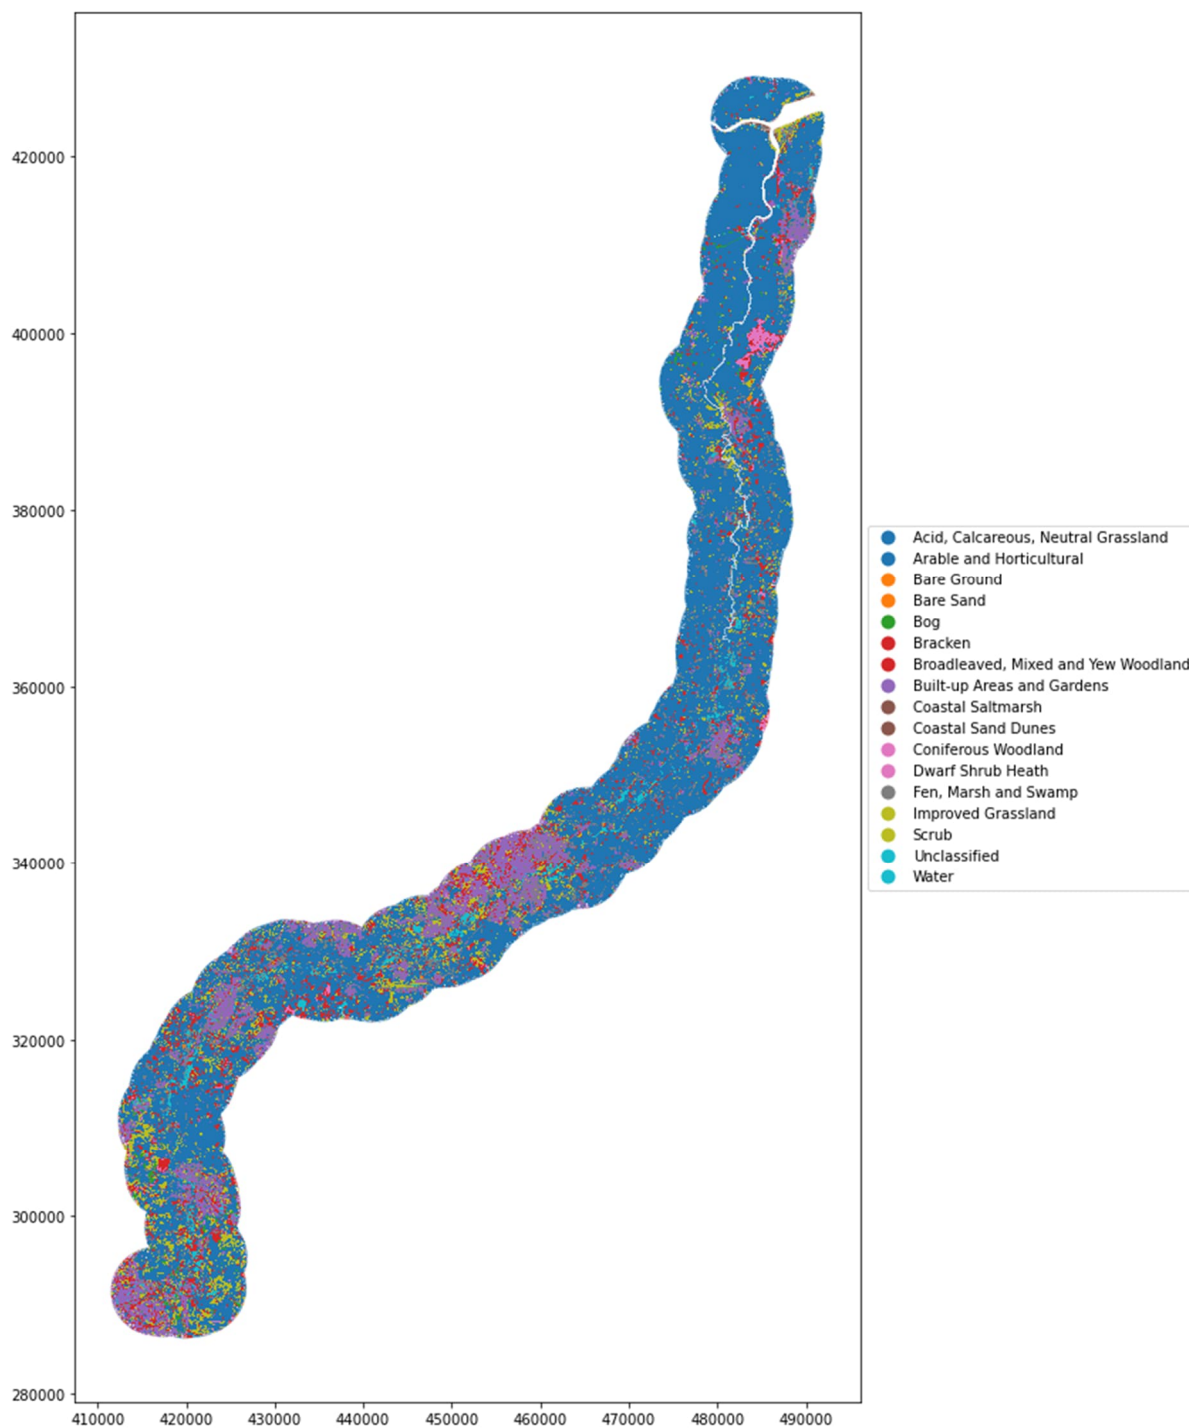 420000
400000
380000
360000
340000
320000
300000
280000
410000 420000 430000 440000 450000 460000 470000 480000 490000
Acid, Calcareous, Neutral Grassland
Arable and Horticultural
Bare Ground
Bare Sand
Bog
Bracken
Broadleaved, Mixed and Yew Woodland
Built-up Areas and Gardens
Coastal Saltmarsh
Coastal Sand Dunes
Coniferous Woodland
Dwarf Shrub Heath
Fen, Marsh and Swamp
Improved Grassland
Scrub
Unclassified
Water